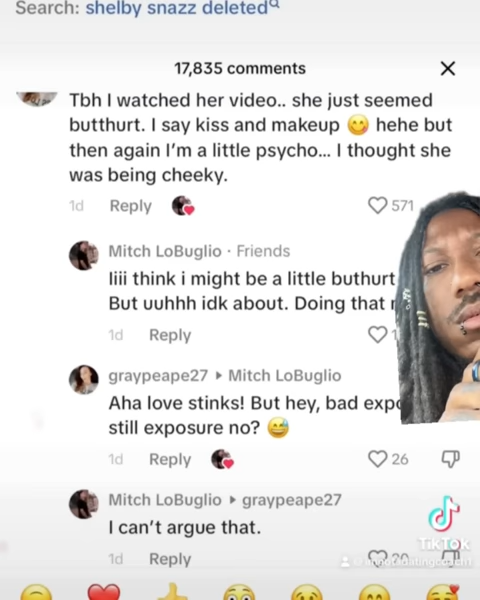 Search: shelby snazz deleted
17,835 comments
Tbh I watched her video.. she just seemed
butthurt. I say kiss and makeup 😋 hehe but
then again I'm a little psycho... I thought she
was being cheeky.
1d Reply 571
Mitch LoBuglio · Friends
Iiii think i might be a little buthurt
But uuhhh idk about. Doing that
1d Reply
graypeape27 ▸ Mitch LoBuglio
Aha love stinks! But hey, bad
still exposure no? 😅
1d Reply 26
Mitch LoBuglio ▸ graypeape27
I can't argue that.
1d Reply 20
TikTok